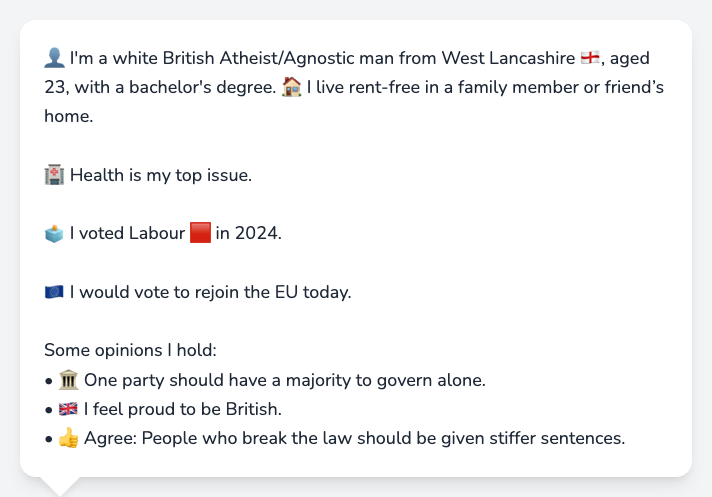 👤 I'm a white British Atheist/Agnostic man from West Lancashire 🏴󠁧󠁢󠁥󠁮󠁧󠁿, aged
23, with a bachelor's degree. 🏠 I live rent-free in a family member or friend’s
home.
🏥 Health is my top issue.
🗳️ I voted Labour 🟥 in 2024.
🇪🇺 I would vote to rejoin the EU today.
Some opinions I hold:
• 🏛️ One party should have a majority to govern alone.
• 🇬🇧 I feel proud to be British.
• 👍 Agree: People who break the law should be given stiffer sentences.